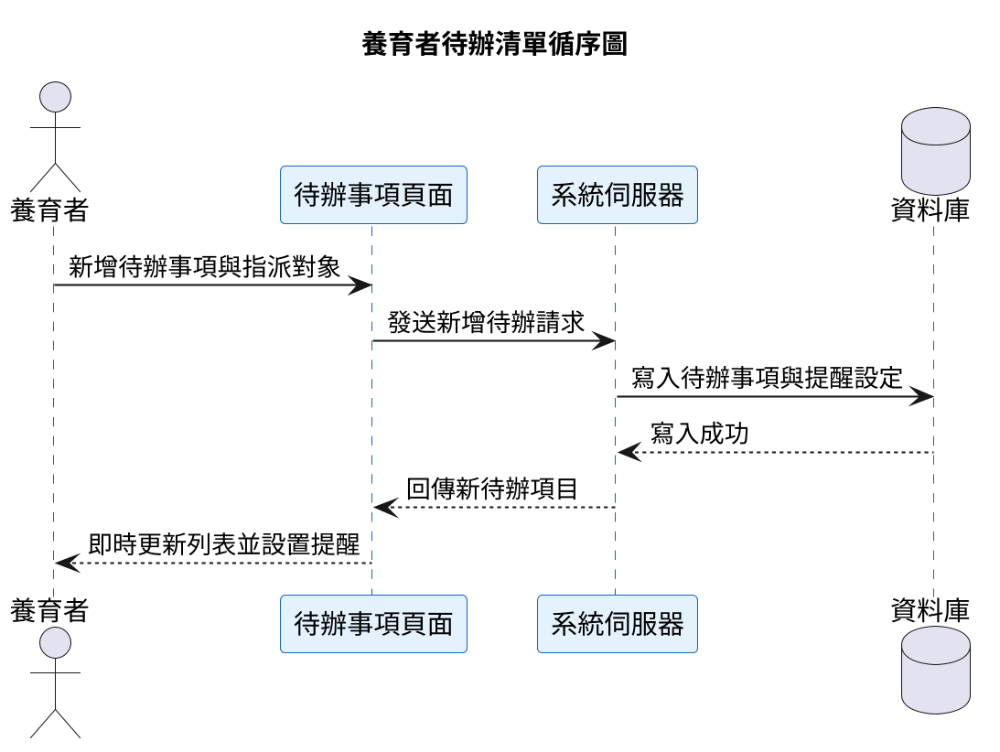 養育者待辦清單循序圖
養育者
待辦事項頁面
系統伺服器
資料庫
新增待辦事項與指派對象
發送新增待辦請求
寫入待辦事項與提醒設定
寫入成功
回傳新待辦項目
即時更新列表並設置提醒
養育者
待辦事項頁面
系統伺服器
資料庫